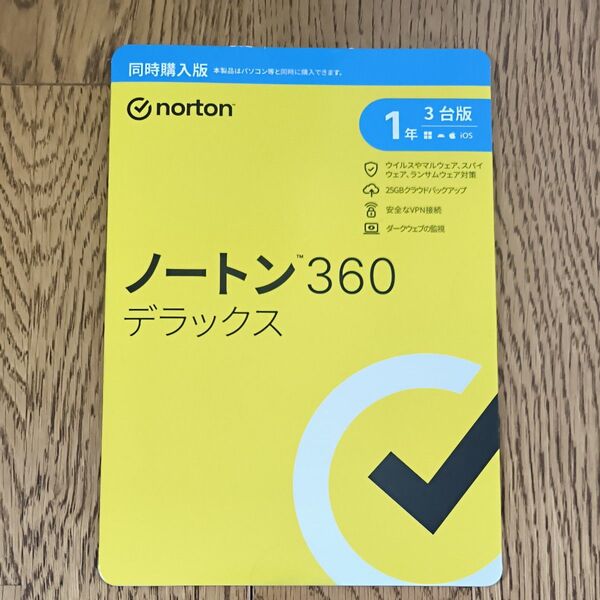 同時購入版 本製品はパソコン等と同時に購入できます。
norton™
1年 3台版
iOS
ウイルスやマルウェア、スパイ
ウェア、ランサムウェア対策
25GBクラウドバックアップ
安全なVPN接続
ダークウェブの監視
ノートン™ 360
デラックス